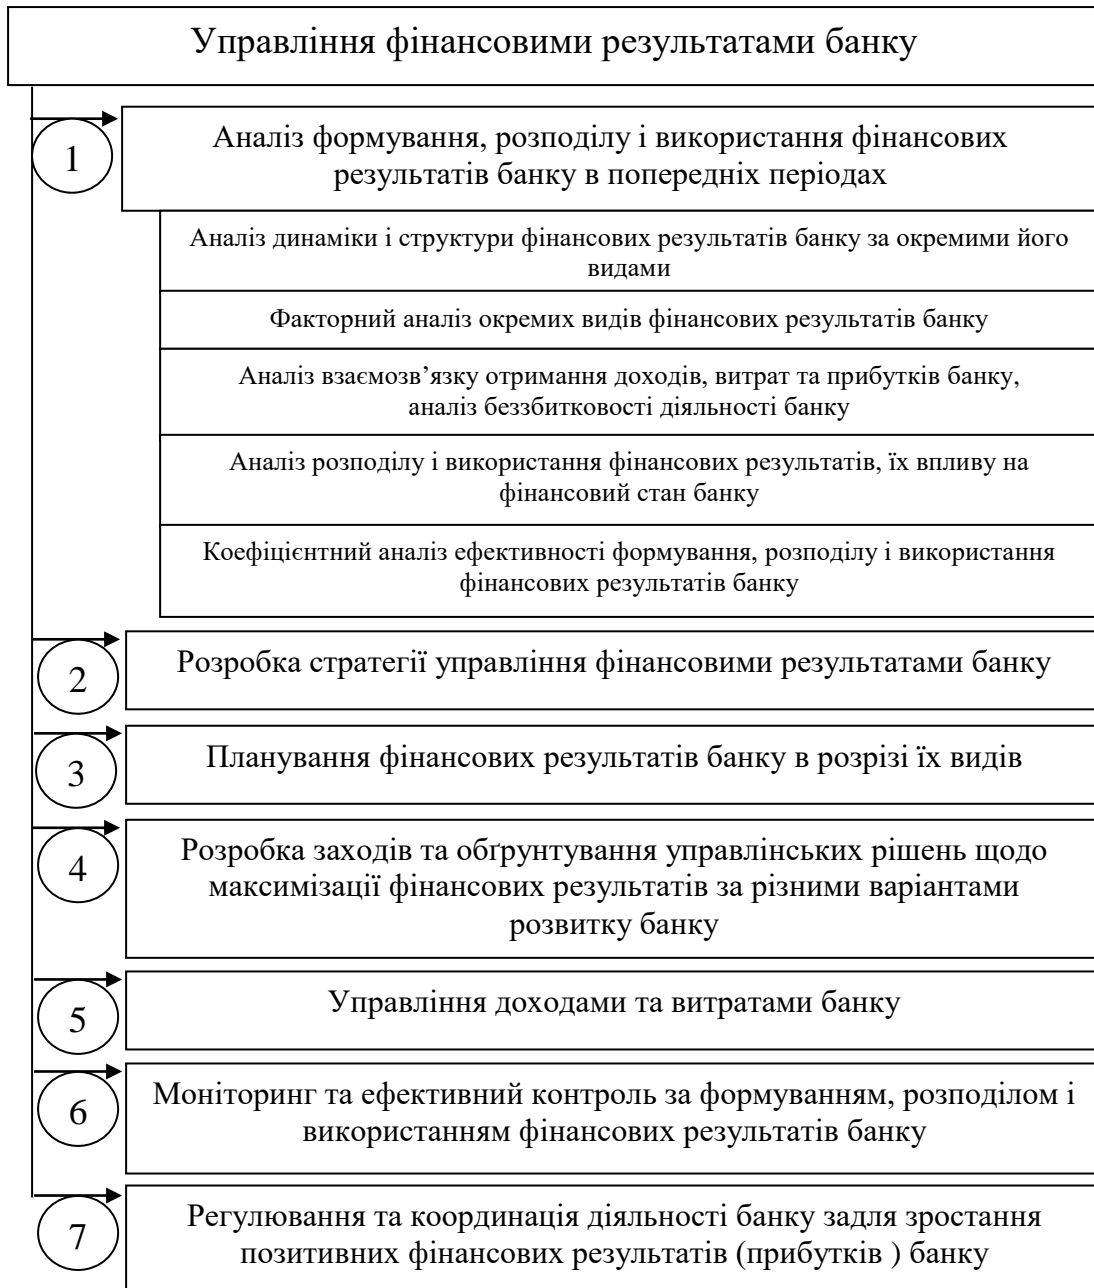 Управління фінансовими результатами банку
1
Аналіз формування, розподілу і використання фінансових
результатів банку в попередніх періодах
Аналіз динаміки і структури фінансових результатів банку за окремими його
видами
Факторний аналіз окремих видів фінансових результатів банку
Аналіз взаємозв’язку отримання доходів, витрат та прибутків банку,
аналіз беззбитковості діяльності банку
Аналіз розподілу і використання фінансових результатів, їх впливу на
фінансовий стан банку
Коефіцієнтний аналіз ефективності формування, розподілу і використання
фінансових результатів банку
2
Розробка стратегії управління фінансовими результатами банку
3
Планування фінансових результатів банку в розрізі їх видів
4
Розробка заходів та обґрунтування управлінських рішень щодо
максимізації фінансових результатів за різними варіантами
розвитку банку
5
Управління доходами та витратами банку
6
Моніторинг та ефективний контроль за формуванням, розподілом і
використанням фінансових результатів банку
7
Регулювання та координація діяльності банку задля зростання
позитивних фінансових результатів (прибутків ) банку